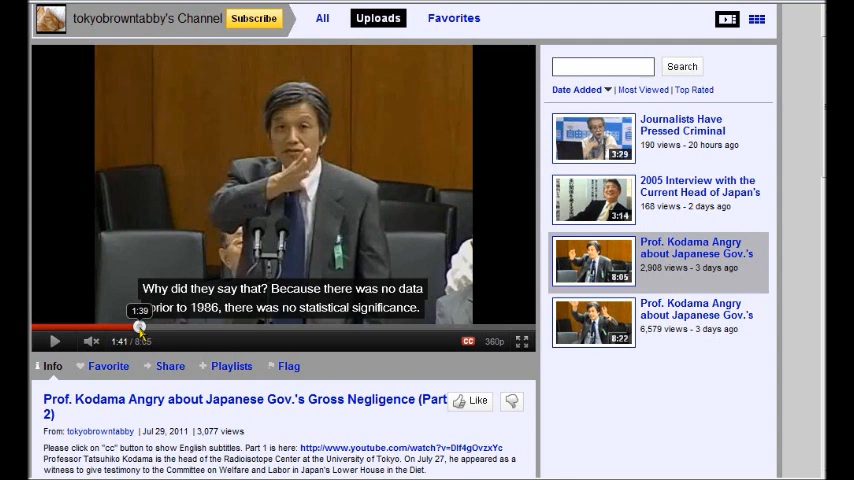 tokyobrowntabby's Channel
Subscribe
All
Uploads
Favorites
Search
Date Added | Most Viewed | Top Rated
Journalists Have
Pressed Criminal
190 views - 20 hours ago
3:29
2005 Interview with the
Current Head of Japan's
168 views - 2 days ago
3:14
Prof. Kodama Angry
about Japanese Gov.'s
2,908 views - 3 days ago
8:05
Prof. Kodama Angry
about Japanese Gov.'s
6,579 views - 3 days ago
8:22
Why did they say that? Because there was no data
prior to 1986, there was no statistical significance.
1:39
1:41 / 8:05
CC
360p
Info
Favorite
Share
Playlists
Flag
Prof. Kodama Angry about Japanese Gov.'s Gross Negligence (Part
2)
Like
From: tokyobrowntabby | Jul 29, 2011 | 3,077 views
Please click on "cc" button to show English subtitles. Part 1 is here: http://www.youtube.com/watch?v=Dlf4gOvzxYc
Professor Tatsuhiko Kodama is the head of the Radioisotope Center at the University of Tokyo. On July 27, he appeared as a
witness to give testimony to the Committee on Welfare and Labor in Japan's Lower House in the Diet.